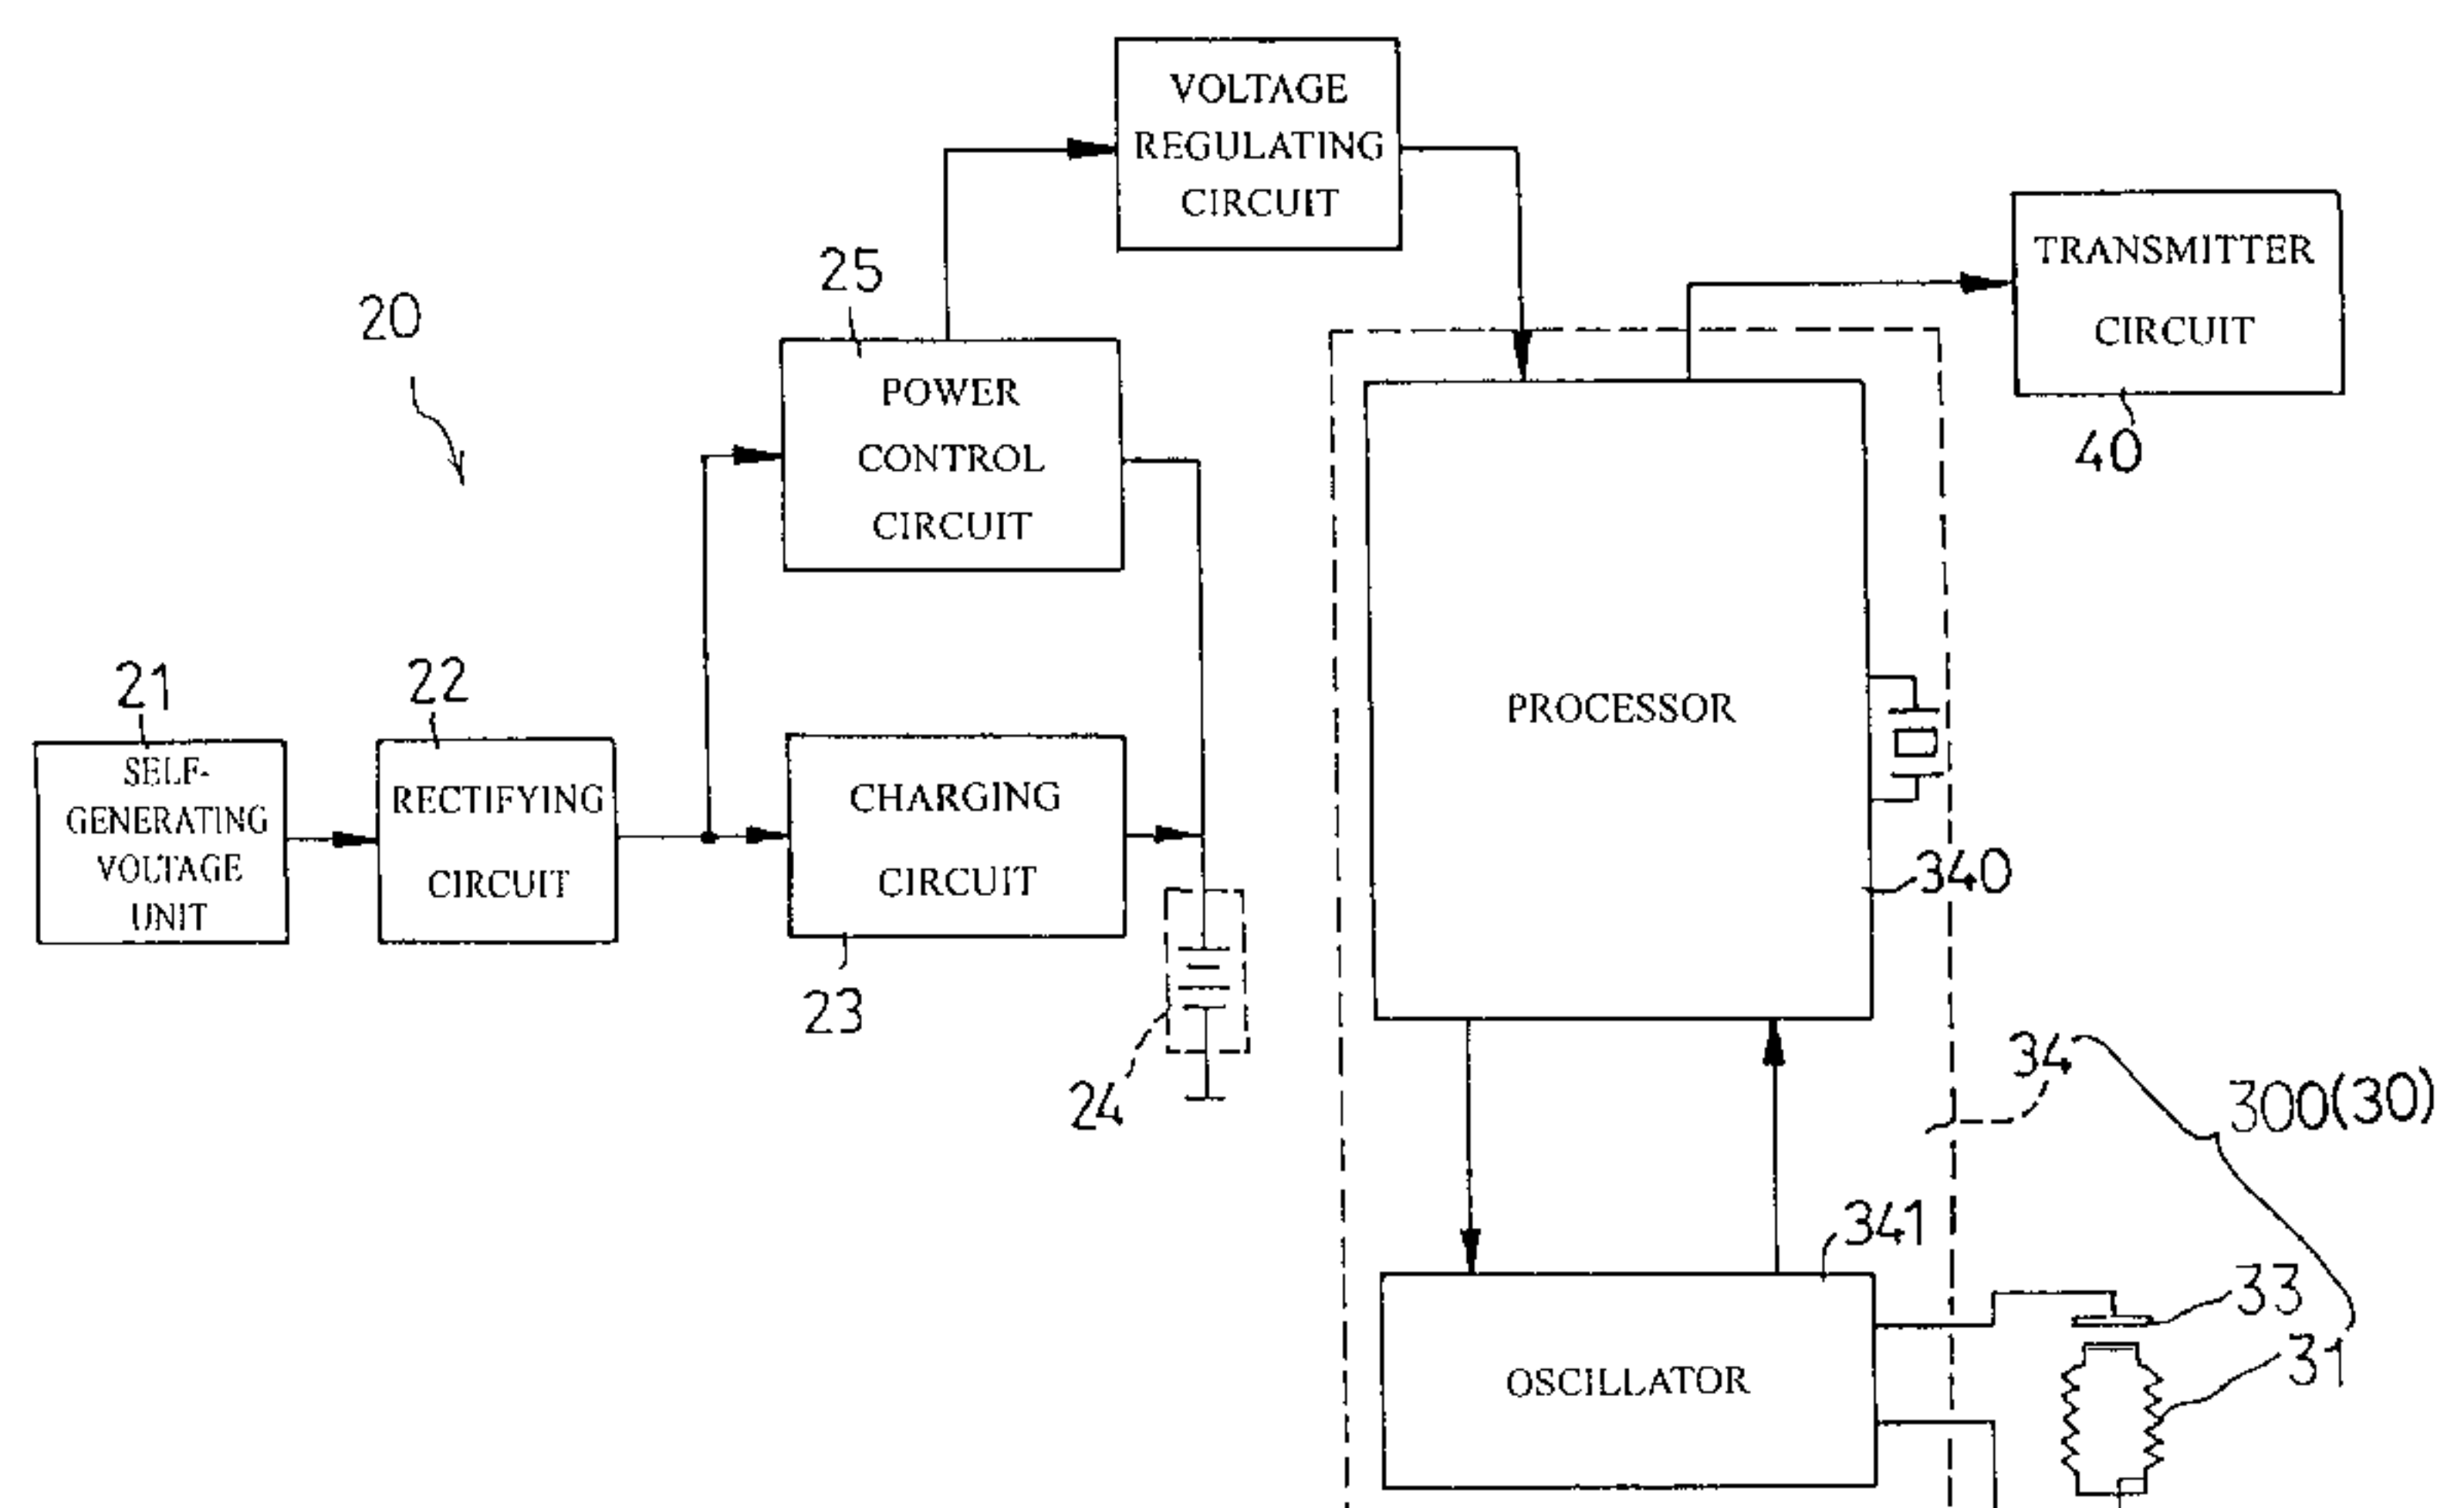 VOLTAGE
REGULATING
CIRCUIT
TRANSMITTER
CIRCUIT
40
25
20
POWER
CONTROL
CIRCUIT
21
22
SELF-
GENERATING
VOLTAGE
UNIT
RECTIFYING
CIRCUIT
CHARGING
CIRCUIT
23
24
PROCESSOR
340
34
300(30)
341
33
31
OSCILLATOR